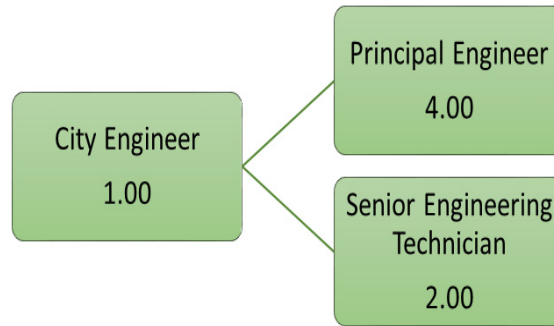 City Engineer
1.00
Principal Engineer
4.00
Senior Engineering
Technician
2.00